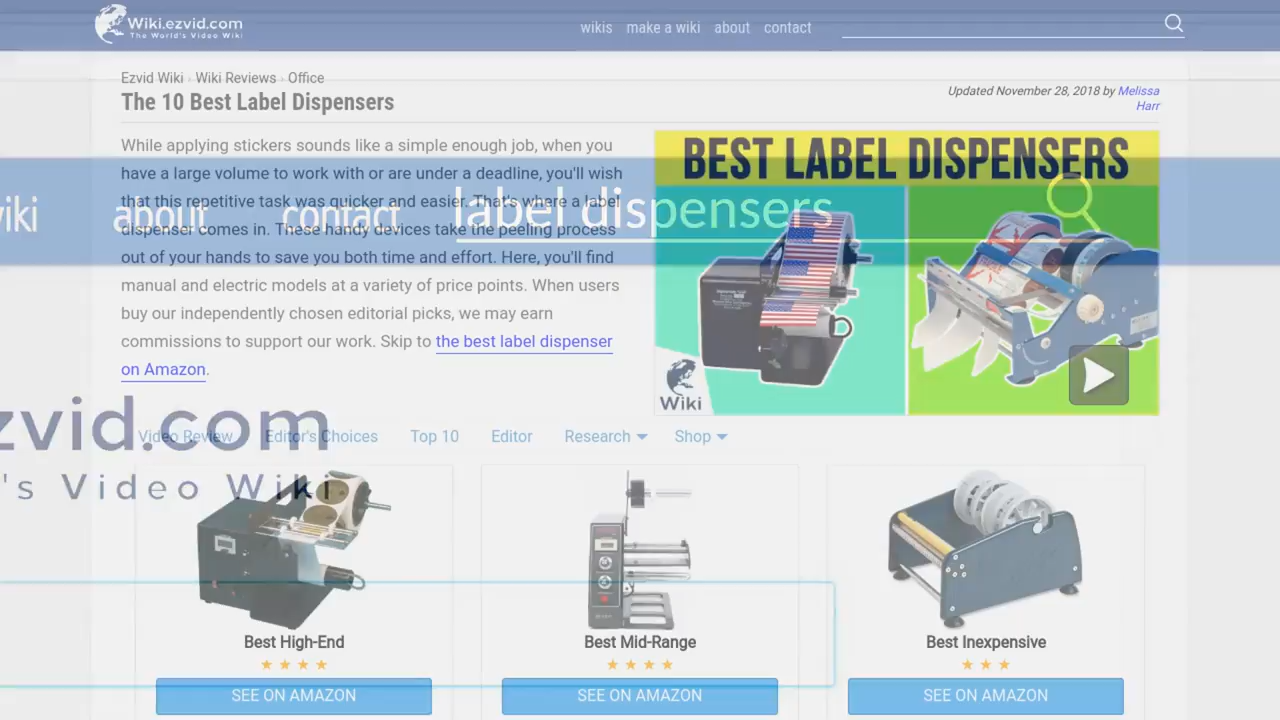 Wiki.ezvid.com
The World's Video Wiki
wikis make a wiki about contact
Ezvid Wiki › Wiki Reviews › Office
The 10 Best Label Dispensers
Updated November 28, 2018 by Melissa
Harr
While applying stickers sounds like a simple enough job, when you
have a large volume to work with or are under a deadline, you'll wish
that this repetitive task was quicker and easier. That's where a label
dispenser comes in. These handy devices take the peeling process
out of your hands to save you both time and effort. Here, you'll find
manual and electric models at a variety of price points. When users
buy our independently chosen editorial picks, we may earn
commissions to support our work. Skip to the best label dispenser
on Amazon.
BEST LABEL DISPENSERS
Wiki
about contact label dispensers
zvid.com
's Video Wiki
Video Review Editor's Choices Top 10 Editor Research Shop
Best High-End
SEE ON AMAZON
Best Mid-Range
SEE ON AMAZON
Best Inexpensive
SEE ON AMAZON